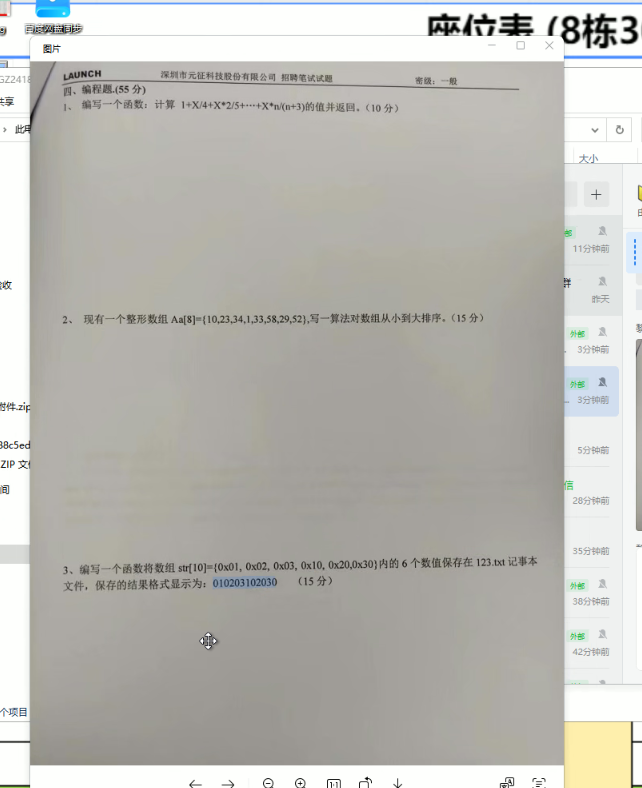 百度网盘同步
座位表 (8栋3
图片
GZ2418
共享
此
大小
LAUNCH 深圳市元征科技股份有限公司 招聘笔试试题 密级：一般
四、编程题.(55 分)
1、 编写一个函数：计算 1+X/4+X*2/5+···+X*n/(n+3)的值并返回。（10 分）
2、 现有一个整形数组 Aa[8]={10,23,34,1,33,58,29,52},写一算法对数组从小到大排序。（15 分）
3、编写一个函数将数组 str[10]={0x01, 0x02, 0x03, 0x10, 0x20,0x30}内的 6 个数值保存在 123.txt 记事本
文件，保存的结果格式显示为：010203102030 （15 分）
收
附件.zip
38c5ed
ZIP 文
间
个项目
部
11分钟前
群
昨天
外部
3分钟前
外部
3分钟前
5分钟前
信
28分钟前
35分钟前
外部
38分钟前
外部
42分钟前
1:1